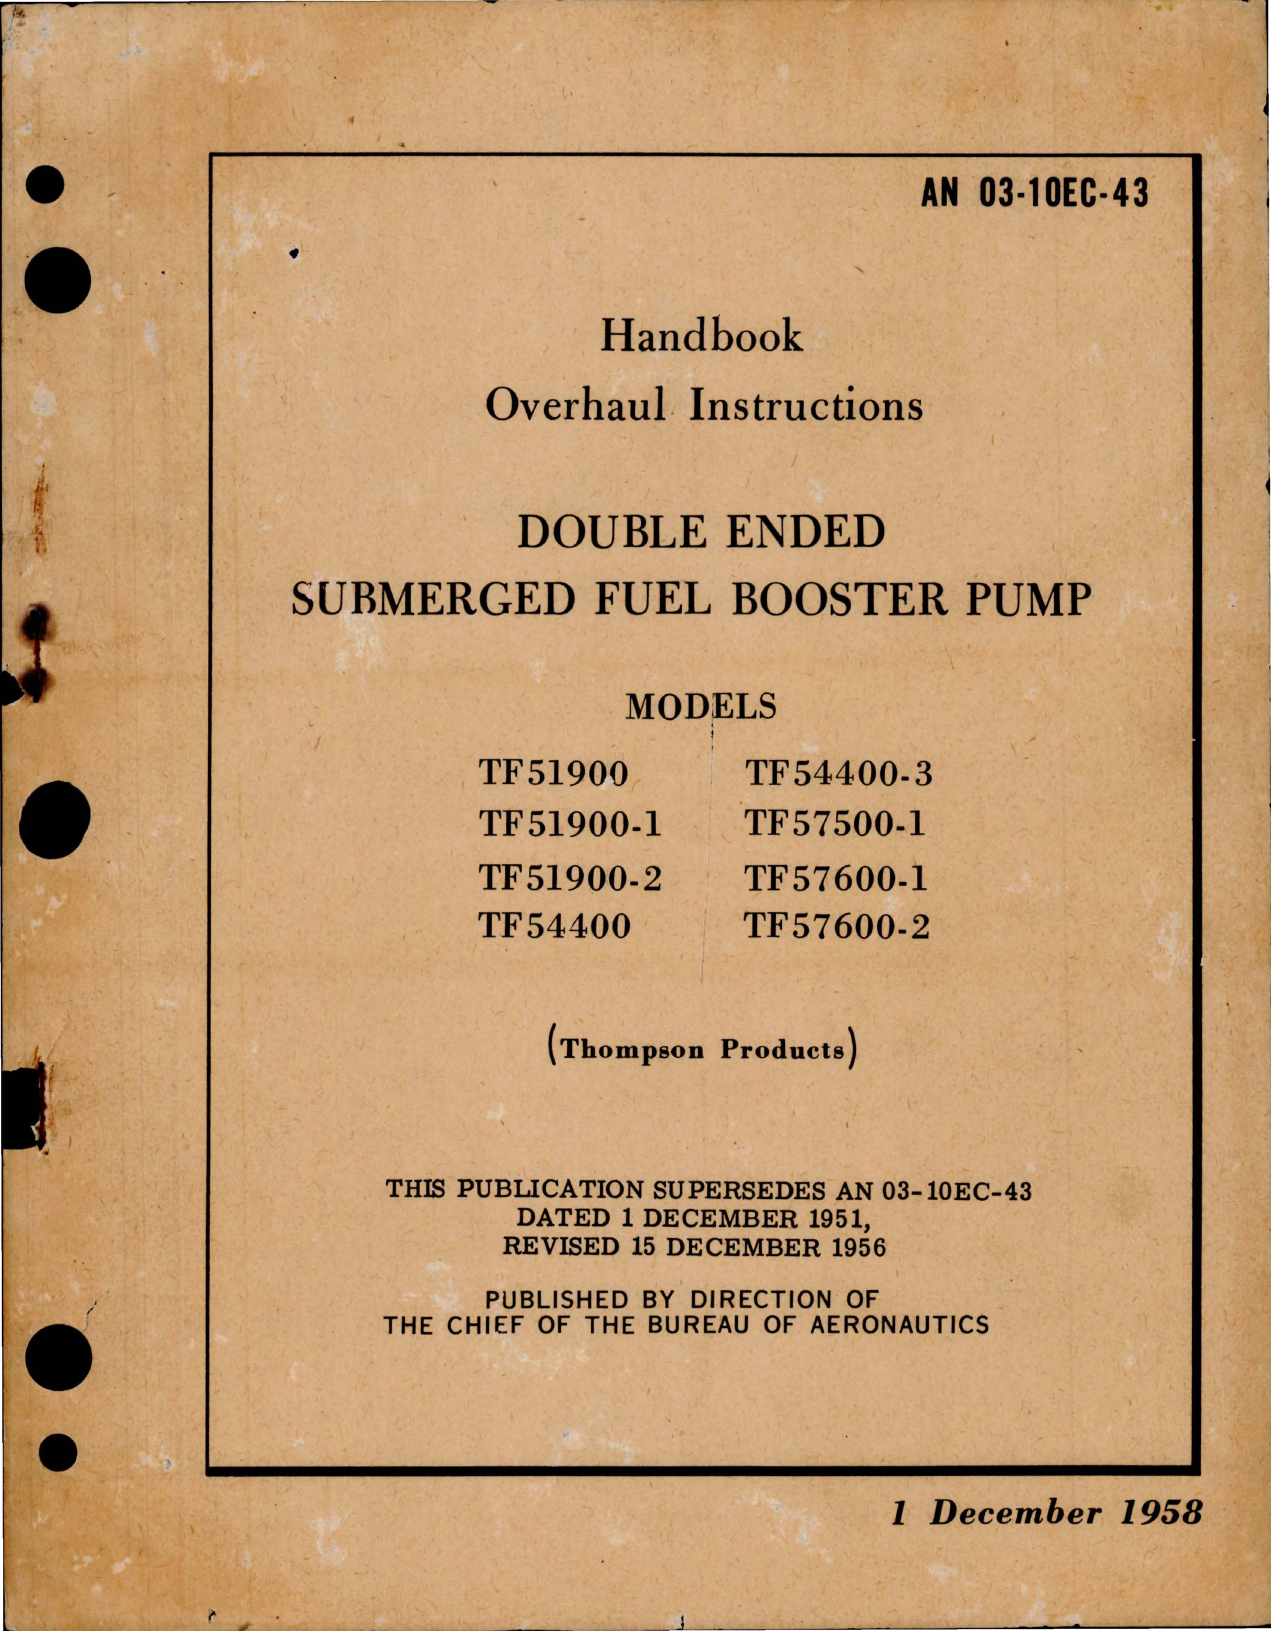 AN 03-10EC-43
Handbook
Overhaul Instructions
DOUBLE ENDED
SUBMERGED FUEL BOOSTER PUMP
MODELS
TF51900 TF54400-3
TF51900-1 TF57500-1
TF51900-2 TF57600-1
TF54400 TF57600-2
(Thompson Products)
THIS PUBLICATION SUPERSEDES AN 03-10EC-43
DATED 1 DECEMBER 1951,
REVISED 15 DECEMBER 1956
PUBLISHED BY DIRECTION OF
THE CHIEF OF THE BUREAU OF AERONAUTICS
1 December 1958